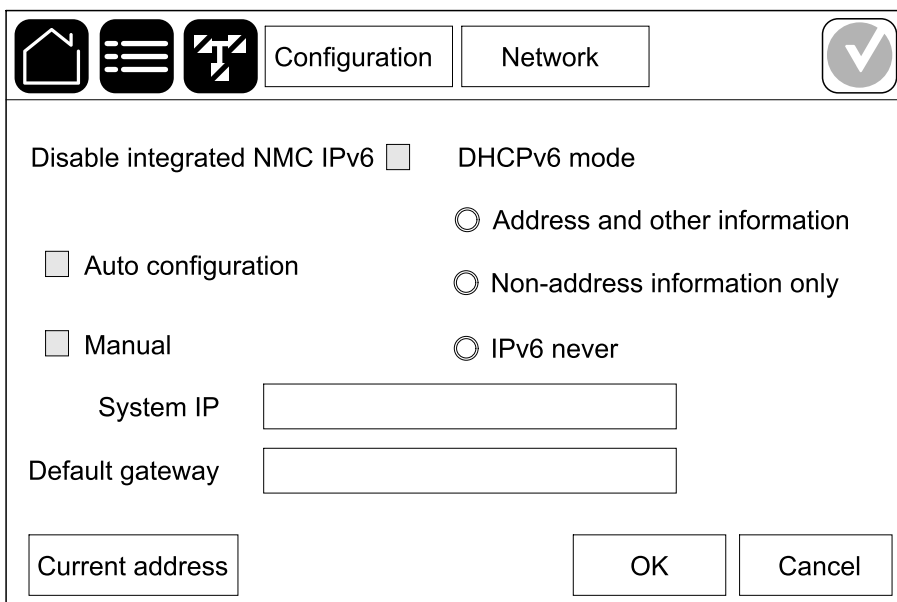 Configuration
Network
Disable integrated NMC IPv6
DHCPv6 mode
Address and other information
Auto configuration
Non-address information only
Manual
IPv6 never
System IP
Default gateway
Current address
OK
Cancel